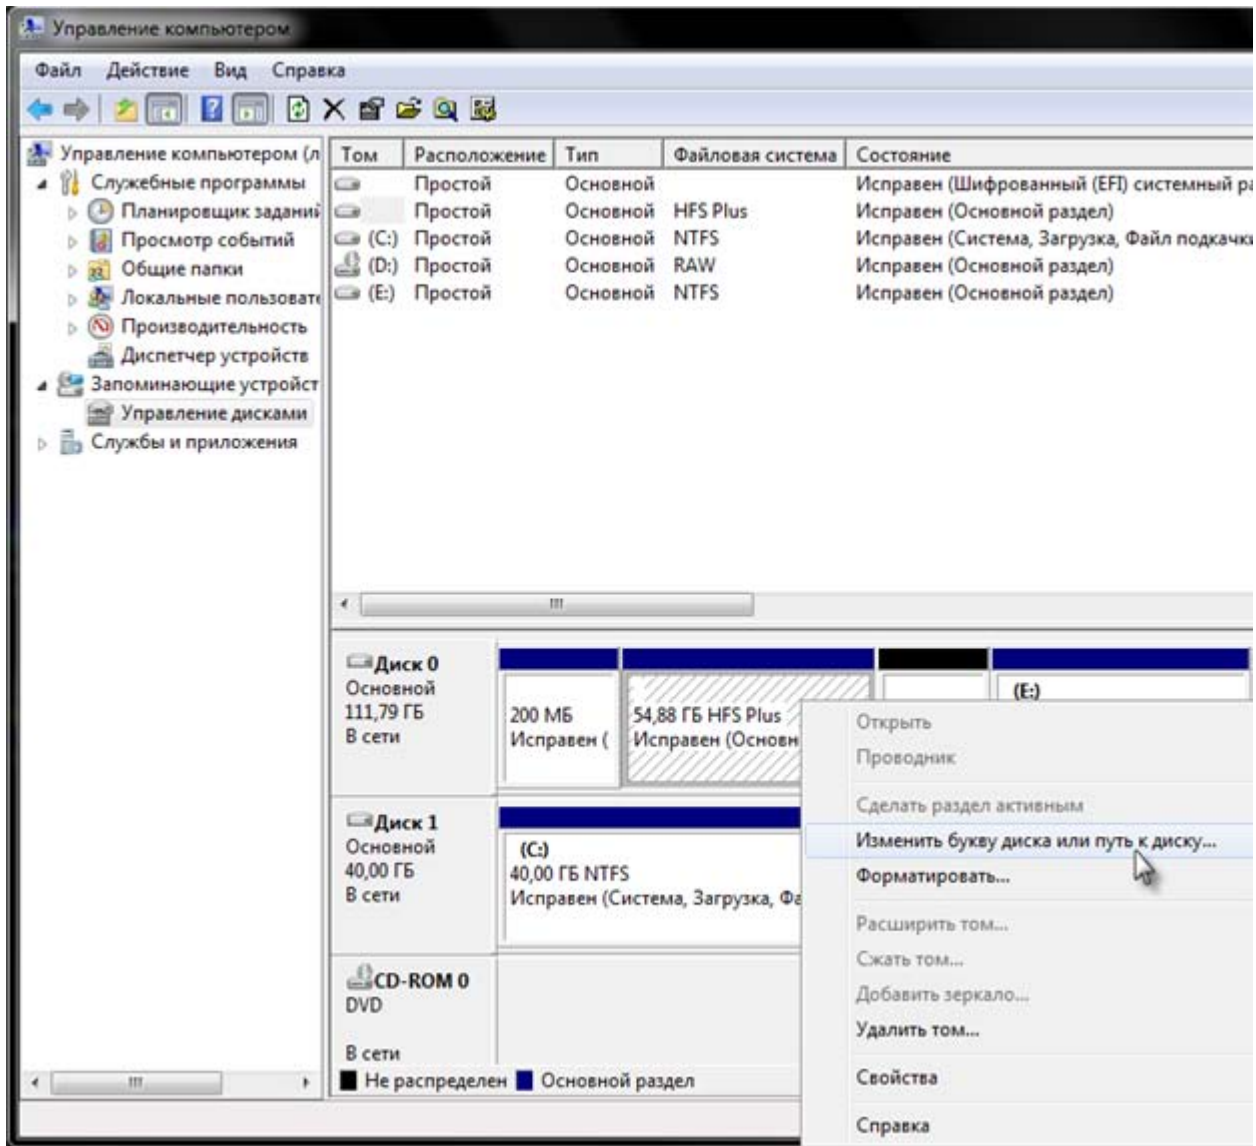 Управление компьютером
Файл Действие Вид Справка
Управление компьютером (л
Служебные программы
Планировщик заданий
Просмотр событий
Общие папки
Локальные пользовате
Производительность
Диспетчер устройств
Запоминающие устройст
Управление дисками
Службы и приложения
Том Расположение Тип Файловая система Состояние
Простой Основной Исправен (Шифрованный (EFI) системный ра
Простой Основной HFS Plus Исправен (Основной раздел)
(C:) Простой Основной NTFS Исправен (Система, Загрузка, Файл подкачки
(D:) Простой Основной RAW Исправен (Основной раздел)
(E:) Простой Основной NTFS Исправен (Основной раздел)
Диск 0
Основной
111,79 ГБ
В сети
200 МБ
Исправен (
54,88 ГБ HFS Plus
Исправен (Основн
(E:)
Диск 1
Основной
40,00 ГБ
В сети
(C:)
40,00 ГБ NTFS
Исправен (Система, Загрузка, Фа
CD-ROM 0
DVD
В сети
Не распределен Основной раздел
Открыть
Проводник
Сделать раздел активным
Изменить букву диска или путь к диску...
Форматировать...
Расширить том...
Сжать том...
Добавить зеркало...
Удалить том...
Свойства
Справка